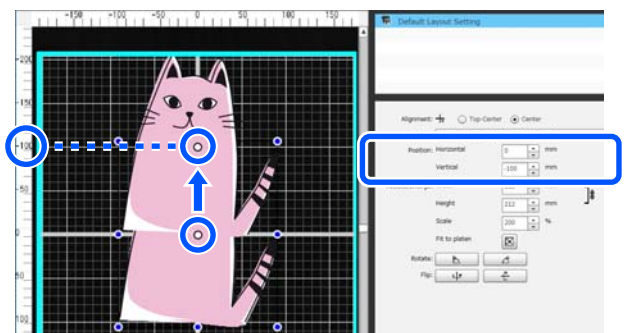 -150 -100 -50 0 50 100 150
Default Layout Setting
-200
-150
-100
-50
0
50
100
Alignment: Top Center Center
Position: Horizontal 0 mm
Vertical -100 mm
Height 212 mm
Scale 200 %
Fit to platen
Rotate:
Flip: